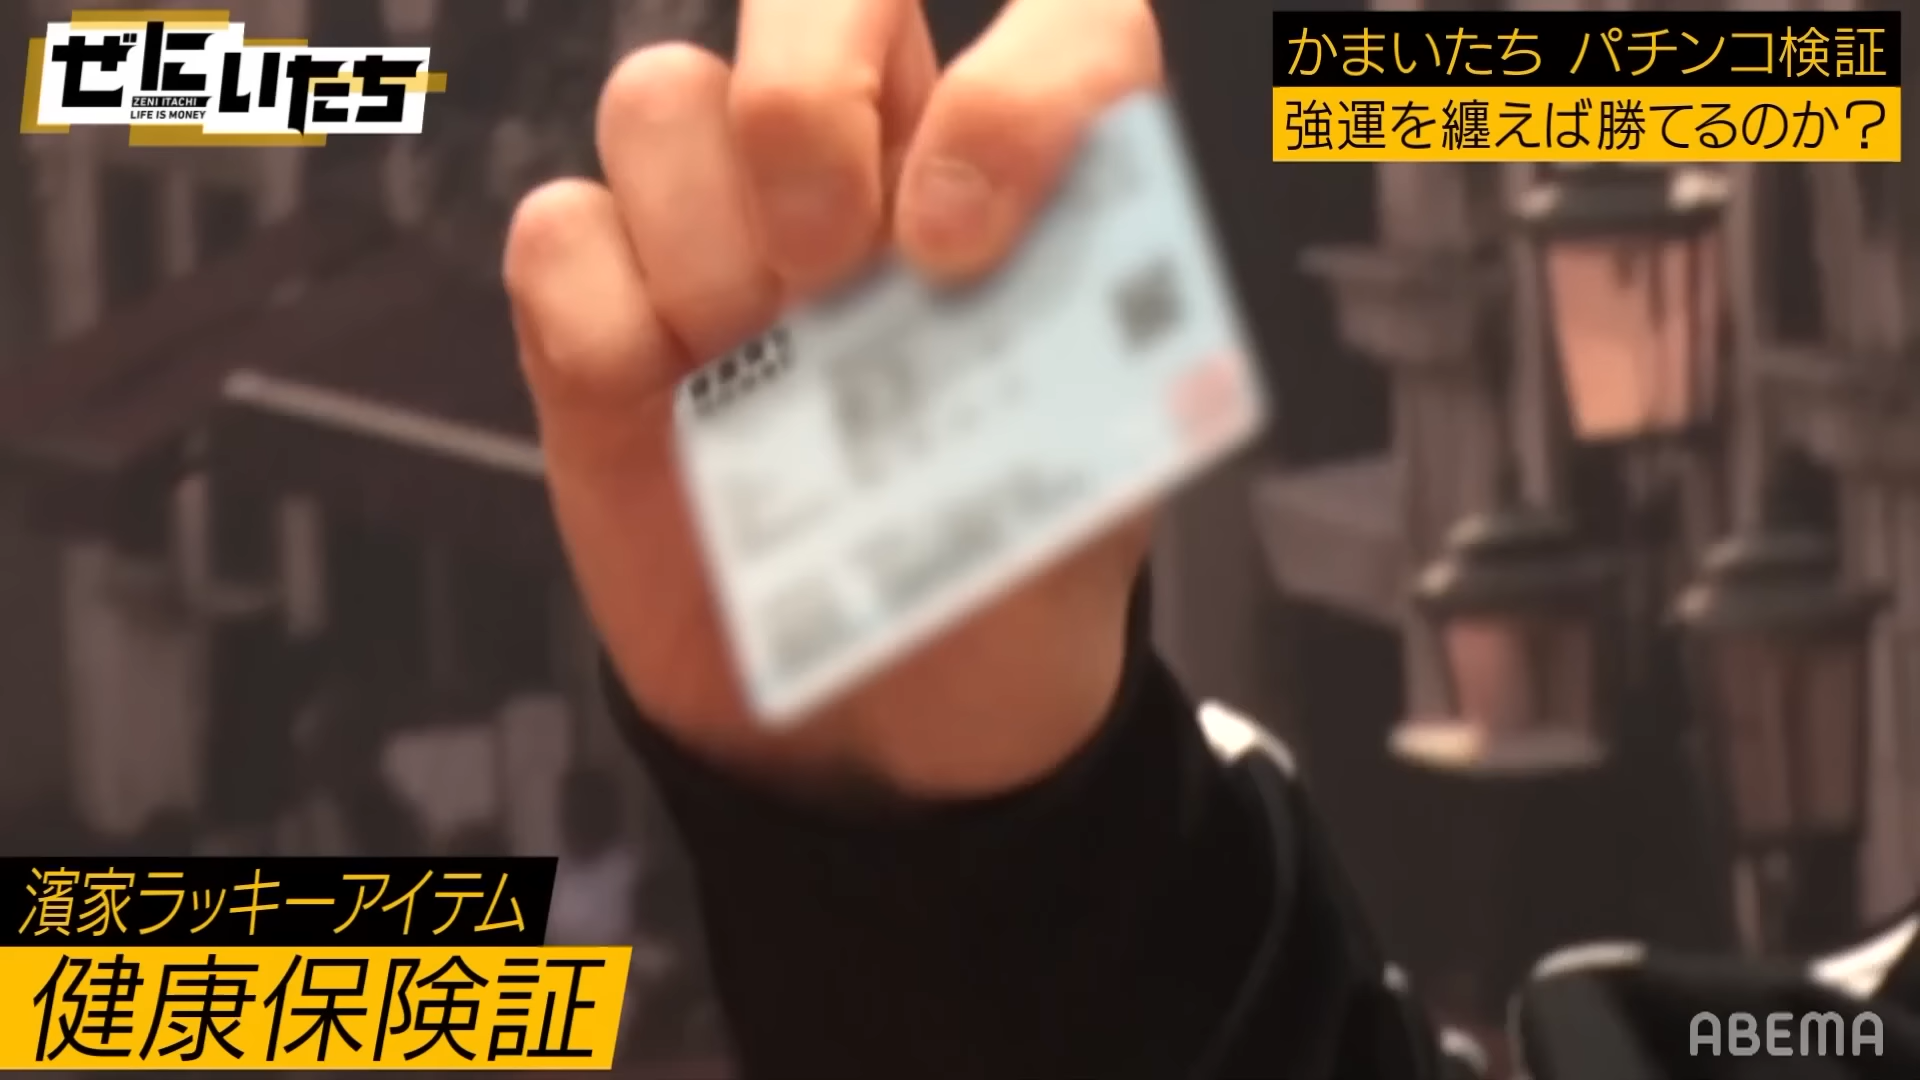 ぜにいたち
ZENI ITACHI
LIFE IS MONEY
かまいたち パチンコ検証
強運を纏えば勝てるのか?
濱家ラッキーアイテム
健康保険証
ABEMA